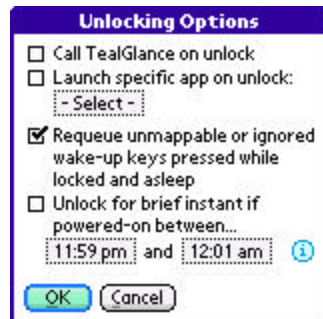 Unlocking Options
Call TealGlance on unlock
Launch specific app on unlock:
- Select -
Requeue unmappable or ignored
wake-up keys pressed while
locked and asleep
Unlock for brief instant if
powered-on between...
11:59 pm and 12:01 am i
OK Cancel